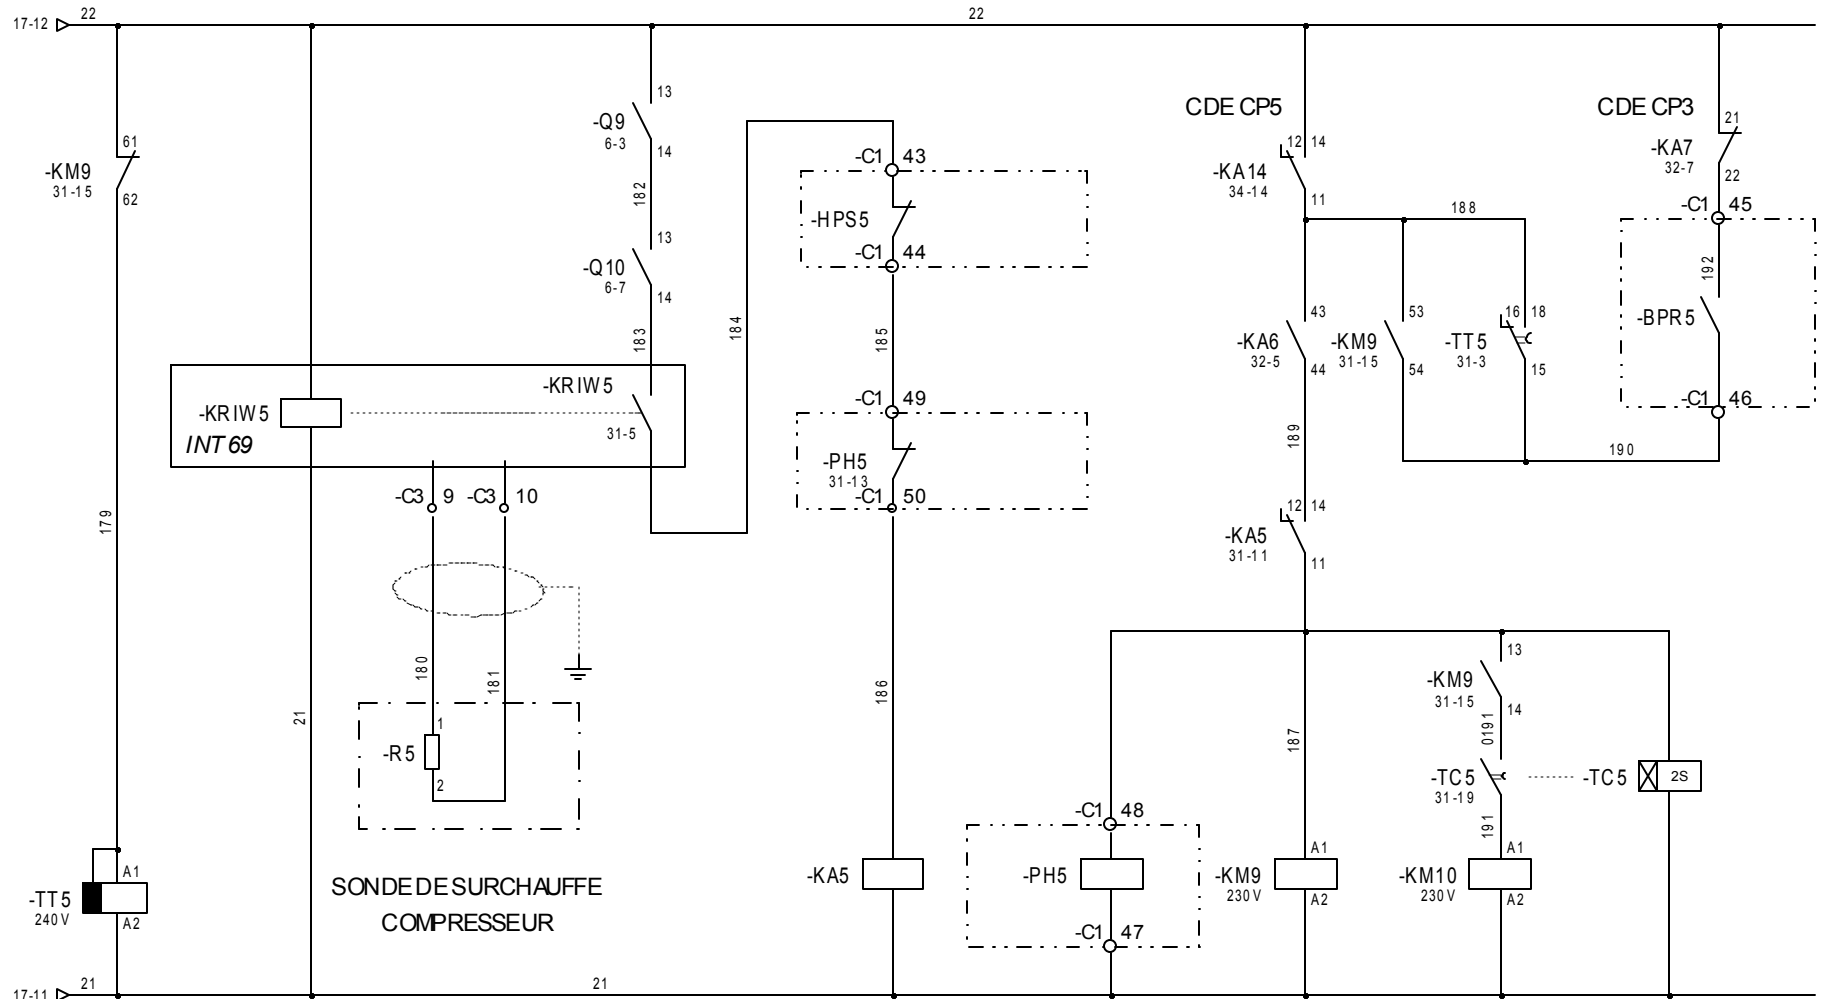 17-12
22
22
61
-KM9
31-15
62
179
A1
-TT5
240V
A2
17-11
21
21
21
-KRIW5
INT69
-KRIW5
31-5
13
-Q9
6-3
14
182
13
-Q10
6-7
14
183
184
-C3 9
-C3 10
180
181
1
-R5
2
SONDE DE SURCHAUFFE
COMPRESSEUR
-C1 43
-HPS5
-C1 44
185
-C1 49
-PH5
31-13
-C1 50
186
-KA5
CDE CP5
12 14
-KA14
34-14
11
188
43
-KA6
32-5
44
53
-KM9
31-15
54
16 18
-TT5
31-3
15
189
12 14
-KA5
31-11
11
CDE CP3
21
-KA7
32-7
22
-C1 45
192
-BPR5
-C1 46
190
-C1 48
-PH5
-C1 47
187
A1
-KM9
230V
A2
13
-KM9
31-15
14
0191
-TC5
31-19
191
A1
-KM10
230V
A2
-TC5
2S